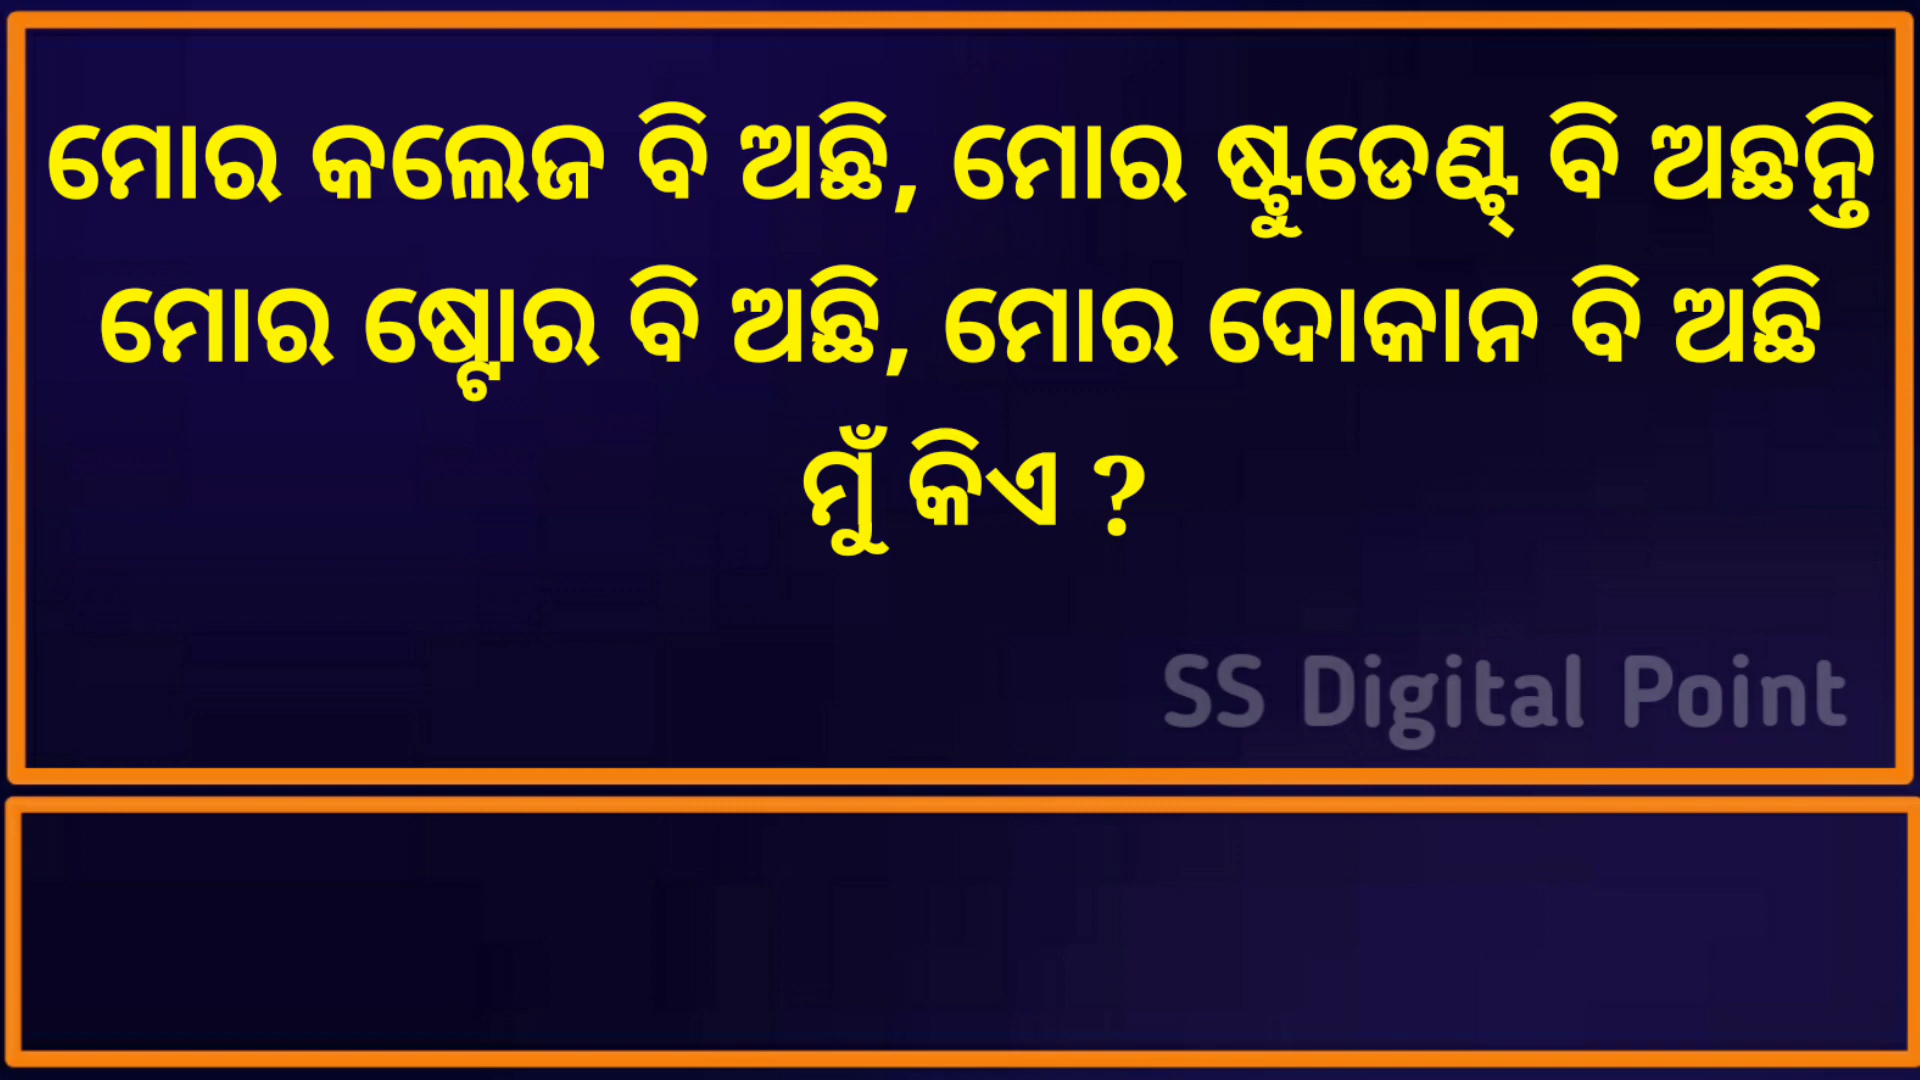 ମୋର କଲେଜ ବି ଅଛି, ମୋର ଷ୍ଟୁଡେଣ୍ଟ୍ ବି ଅଛନ୍ତି
ମୋର ଷ୍ଟୋର ବି ଅଛି, ମୋର ଦୋକାନ ବି ଅଛି
ମୁଁ କିଏ ?
SS Digital Point